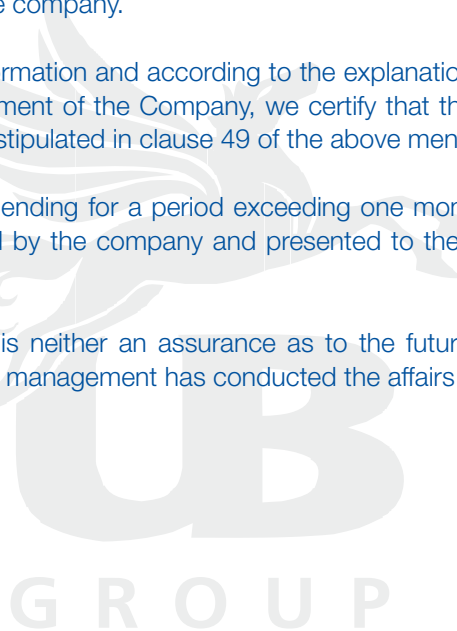 e company.
rmation and according to the explanatio
ment of the Company, we certify that th
stipulated in clause 49 of the above men
ending for a period exceeding one mon
d by the company and presented to the
is neither an assurance as to the futur
management has conducted the affairs
UB
GROUP